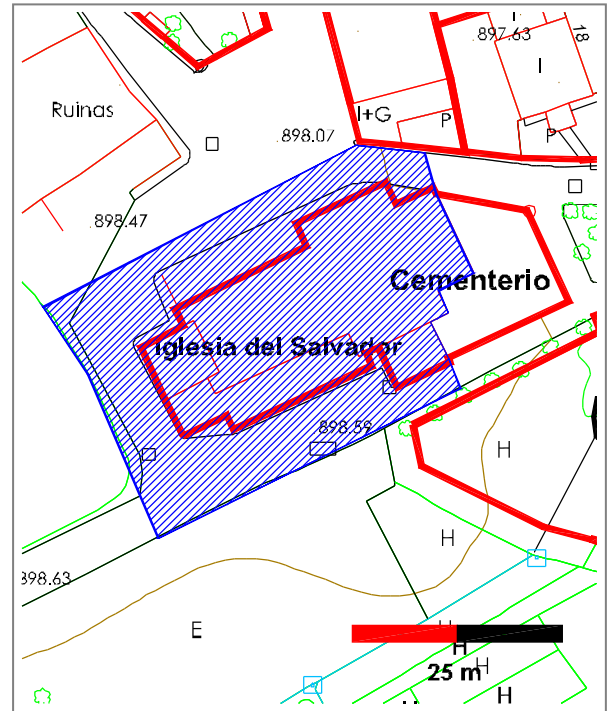 I
897.63
18
I
Ruinas
I+G
P
P
.898.07
.898.47
Cementerio
Iglesia del Salvador
898.59
H
H
898.63
E
H
H
25 m
H
H